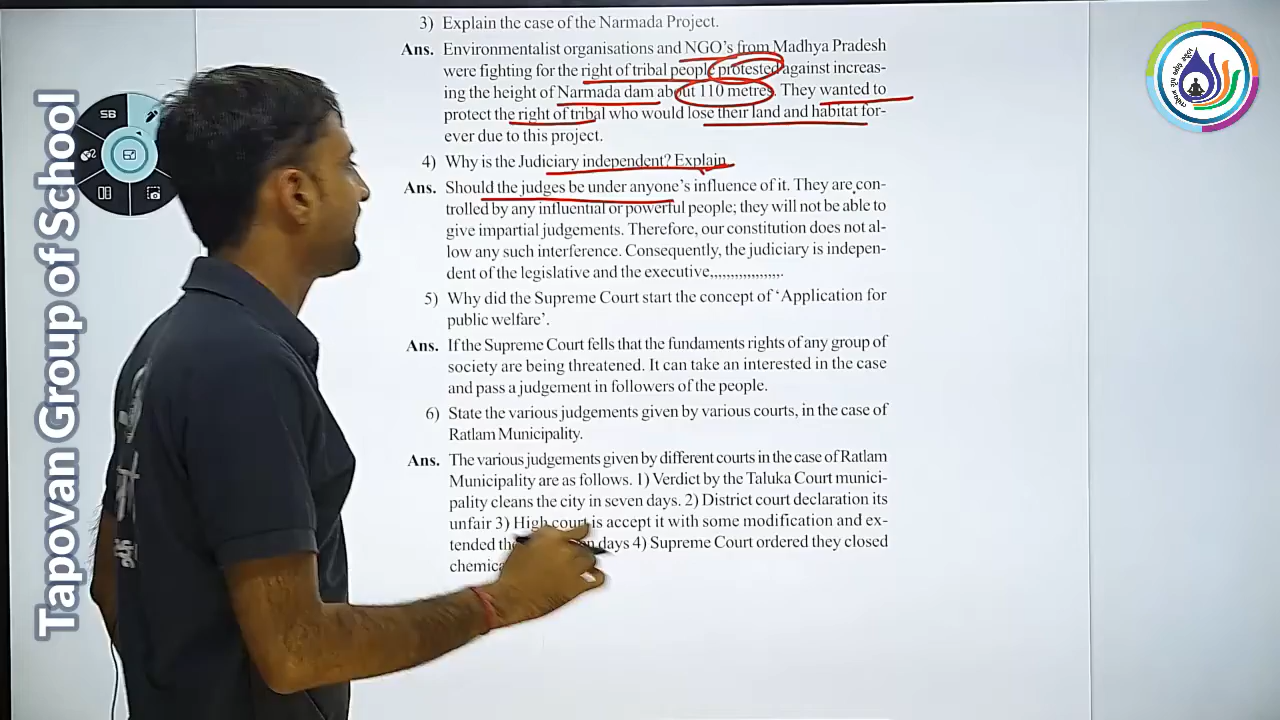 3) Explain the case of the Narmada Project.
Ans. Environmentalist organisations and NGO's from Madhya Pradesh
were fighting for the right of tribal people protested against increas-
ing the height of Narmada dam about 110 metres. They wanted to
protect the right of tribal who would lose their land and habitat for-
ever due to this project.
4) Why is the Judiciary independent? Explain
Ans. Should the judges be under anyone's influence of it. They are con-
trolled by any influential or powerful people; they will not be able to
give impartial judgements. Therefore, our constitution does not al-
low any such interference. Consequently, the judiciary is indepen-
dent of the legislative and the executive,,,,,,,,,,,,,,,,,.
5) Why did the Supreme Court start the concept of 'Application for
public welfare'.
Ans. If the Supreme Court fells that the fundaments rights of any group of
society are being threatened. It can take an interested in the case
and pass a judgement in followers of the people.
6) State the various judgements given by various courts, in the case of
Ratlam Municipality.
Ans. The various judgements given by different courts in the case of Ratlam
Municipality are as follows. 1) Verdict by the Taluka Court munici-
pality cleans the city in seven days. 2) District court declaration its
unfair 3) High court is accept it with some modification and ex-
tended days 4) Supreme Court ordered they closed
Tapovan Group of School
SB